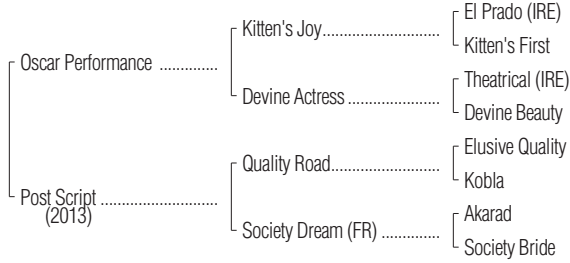 El Prado (IRE)
Kitten's Joy........................
Kitten's First
Oscar Performance ..............
Theatrical (IRE)
Devine Actress ......................
Devine Beauty
Elusive Quality
Quality Road.........................
Kobla
Post Script ............................
(2013)
Akarad
Society Dream (FR) ..............
Society Bride